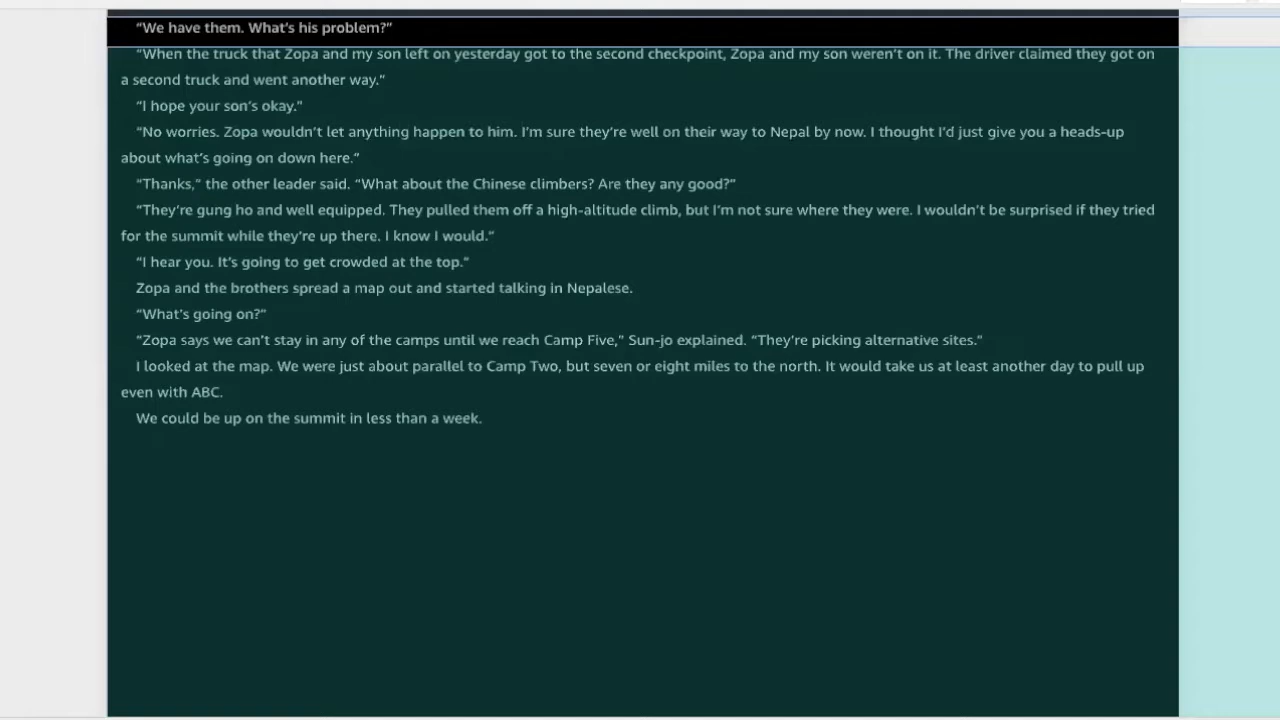 “We have them. What’s his problem?”
“When the truck that Zopa and my son left on yesterday got to the second checkpoint, Zopa and my son weren’t on it. The driver claimed they got on
a second truck and went another way.”
“I hope your son’s okay.”
“No worries. Zopa wouldn’t let anything happen to him. I’m sure they’re well on their way to Nepal by now. I thought I’d just give you a heads-up
about what’s going on down here.”
“Thanks,” the other leader said. “What about the Chinese climbers? Are they any good?”
“They’re gung ho and well equipped. They pulled them off a high-altitude climb, but I’m not sure where they were. I wouldn’t be surprised if they tried
for the summit while they’re up there. I know I would.”
“I hear you. It’s going to get crowded at the top.”
Zopa and the brothers spread a map out and started talking in Nepalese.
“What’s going on?”
“Zopa says we can’t stay in any of the camps until we reach Camp Five,” Sun-jo explained. “They’re picking alternative sites.”
I looked at the map. We were just about parallel to Camp Two, but seven or eight miles to the north. It would take us at least another day to pull up
even with ABC.
We could be up on the summit in less than a week.